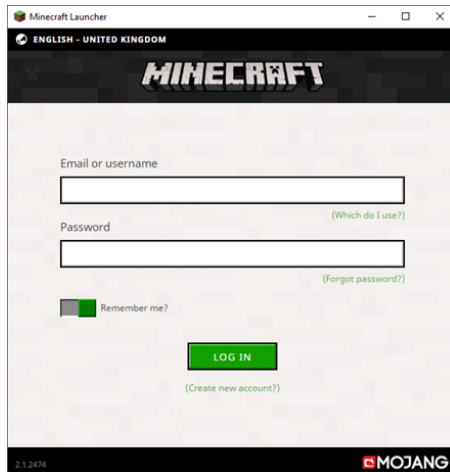 Minecraft Launcher
ENGLISH - UNITED KINGDOM
MINECRAFT
Email or username
(Which do I use?)
Password
(Forgot password?)
Remember me?
LOG IN
(Create new account?)
2.1.2474
MOJANG